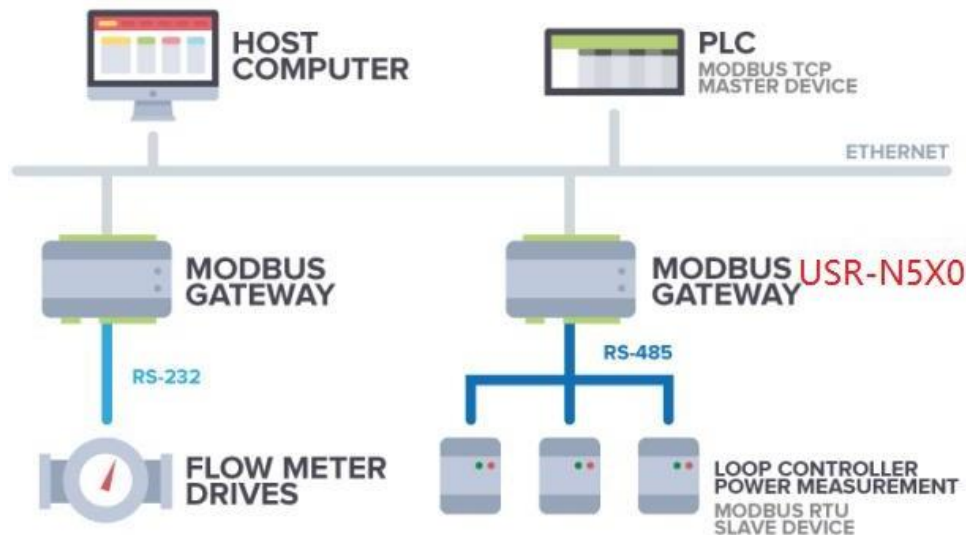 HOST
COMPUTER
PLC
MODBUS TCP
MASTER DEVICE
ETHERNET
MODBUS
GATEWAY
MODBUS
GATEWAY
USR-N5X0
RS-232
RS-485
FLOW METER
DRIVES
LOOP CONTROLLER
POWER MEASUREMENT
MODBUS RTU
SLAVE DEVICE